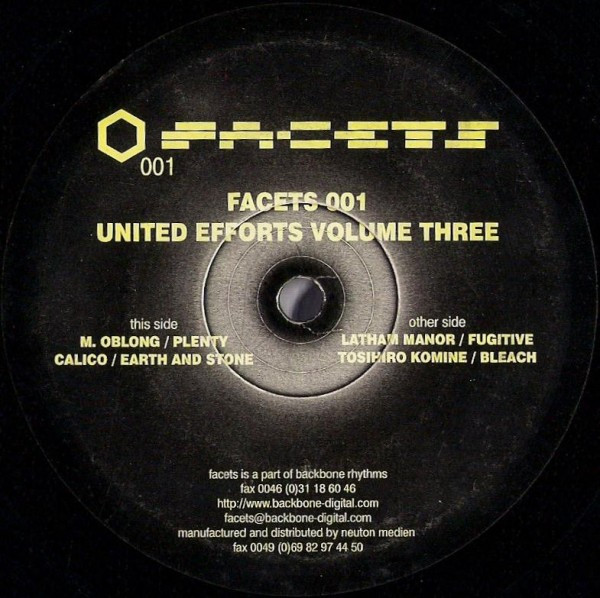 FACETS
001
FACETS 001
UNITED EFFORTS VOLUME THREE
this side
M. OBLONG / PLENTY
CALICO / EARTH AND STONE
other side
LATHAM MANOR / FUGITIVE
TOSIHIRO KOMINE / BLEACH
facets is a part of backbone rhythms
fax 0046 (0)31 18 60 46
http://www.backbone-digital.com
facets@backbone-digital.com
manufactured and distributed by neuton medien
fax 0049 (0)69 82 97 44 50